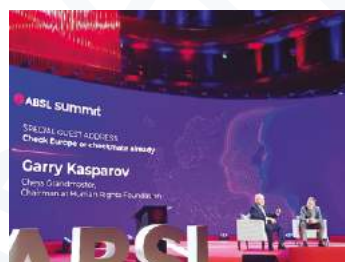 ABSL summit
SPECIAL GUEST ADDRESS
Check Europe or checkmate already
Garry Kasparov
Chess Grandmaster,
Chairman at Human Rights Foundation
ABSL